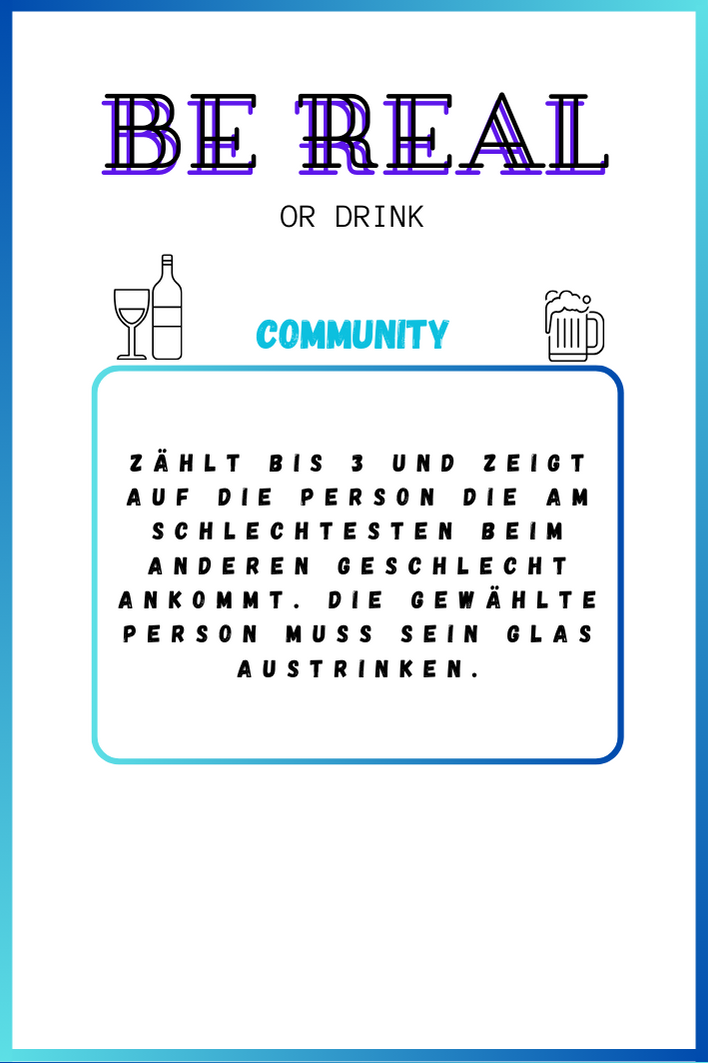 BE REAL
OR DRINK
COMMUNITY
ZÄHLT BIS 3 UND ZEIGT
AUF DIE PERSON DIE AM
SCHLECHTESTEN BEIM
ANDEREN GESCHLECHT
ANKOMMT. DIE GEWÄHLTE
PERSON MUSS SEIN GLAS
AUSTRINKEN.